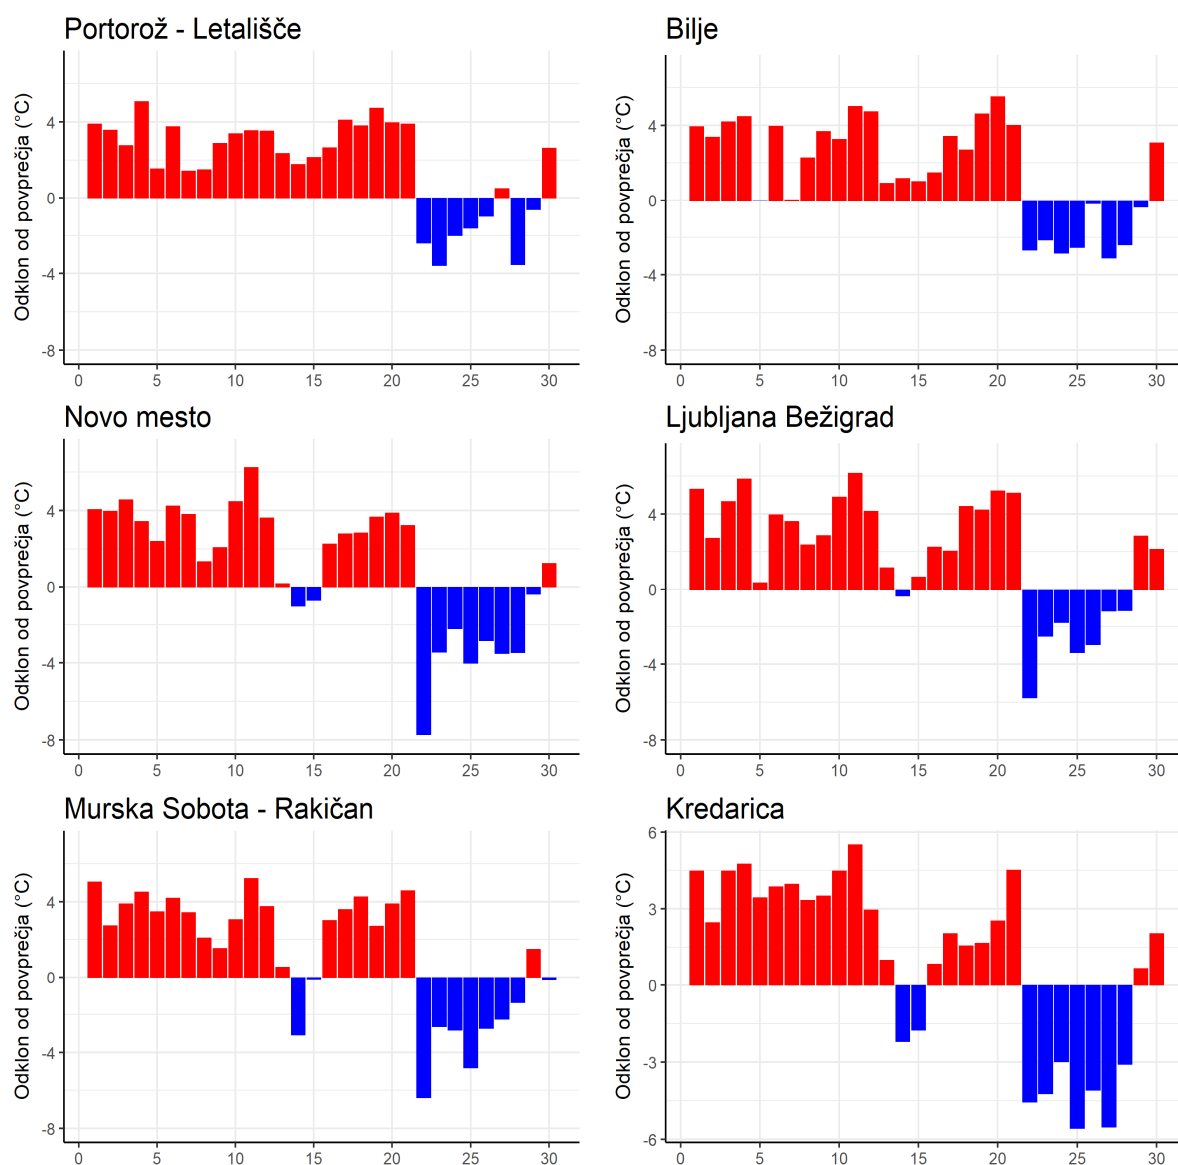 Portorož - Letališče
Odklon od povprečja (°C)
4
0
-4
-8
0 5 10 15 20 25 30
Bilje
Odklon od povprečja (°C)
4
0
-4
-8
0 5 10 15 20 25 30
Novo mesto
Odklon od povprečja (°C)
4
0
-4
-8
0 5 10 15 20 25 30
Ljubljana Bežigrad
Odklon od povprečja (°C)
4
0
-4
-8
0 5 10 15 20 25 30
Murska Sobota - Rakičan
Odklon od povprečja (°C)
4
0
-4
-8
0 5 10 15 20 25 30
Kredarica
Odklon od povprečja (°C)
6
3
0
-3
-6
0 5 10 15 20 25 30